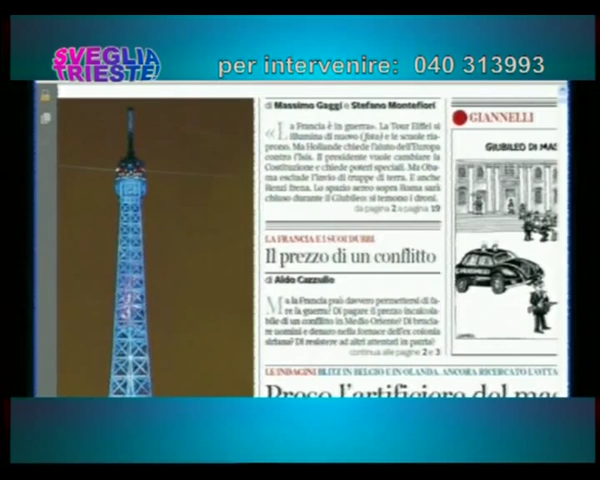 SVEGLIA
TRIESTE!
per intervenire: 040 313993
di Massimo Gaggi e Stefano Montefiori
«La Francia è in guerra». La Tour Eiffel si
illumina di nuovo (foto) e le scuole ria-
prono. Ma Hollande chiede l'aiuto dell'Europa
contro l'Isis. Il presidente vuole cambiare la
Costituzione e chiede poteri speciali. Ma Oba-
ma esclude l'invio di truppe di terra. E anche
Renzi frena. Lo spazio aereo sopra Roma sarà
chiuso durante il Giubileo: si temono i droni.
da pagina 2 a pagina 19
GIANNELLI
GIUBILEO DI MAS
LA FRANCIA E I SUOI DUBBI
Il prezzo di un conflitto
di Aldo Cazzullo
Ma la Francia può davvero permettersi di fa-
re la guerra? Di pagare il prezzo incalcola-
bile di un conflitto in Medio Oriente? Di brucia-
re uomini e denaro nella fornace dell'ex colonia
siriana? Di resistere ad altri attentati in patria?
continua alle pagine 2 e 3
LE INDAGINI BLITZ IN BELGIO E IN OLANDA. ANCORA RICERCATO L'OTTA
Preso l'artificiere del mas